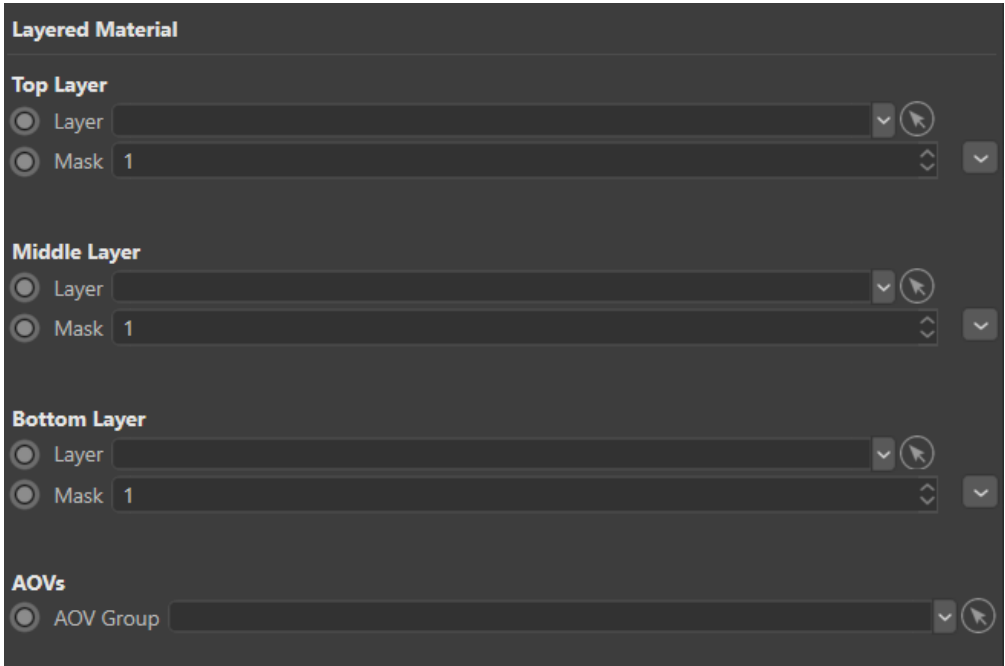 Layered Material
Top Layer
Layer
Mask 1
Middle Layer
Layer
Mask 1
Bottom Layer
Layer
Mask 1
AOVs
AOV Group